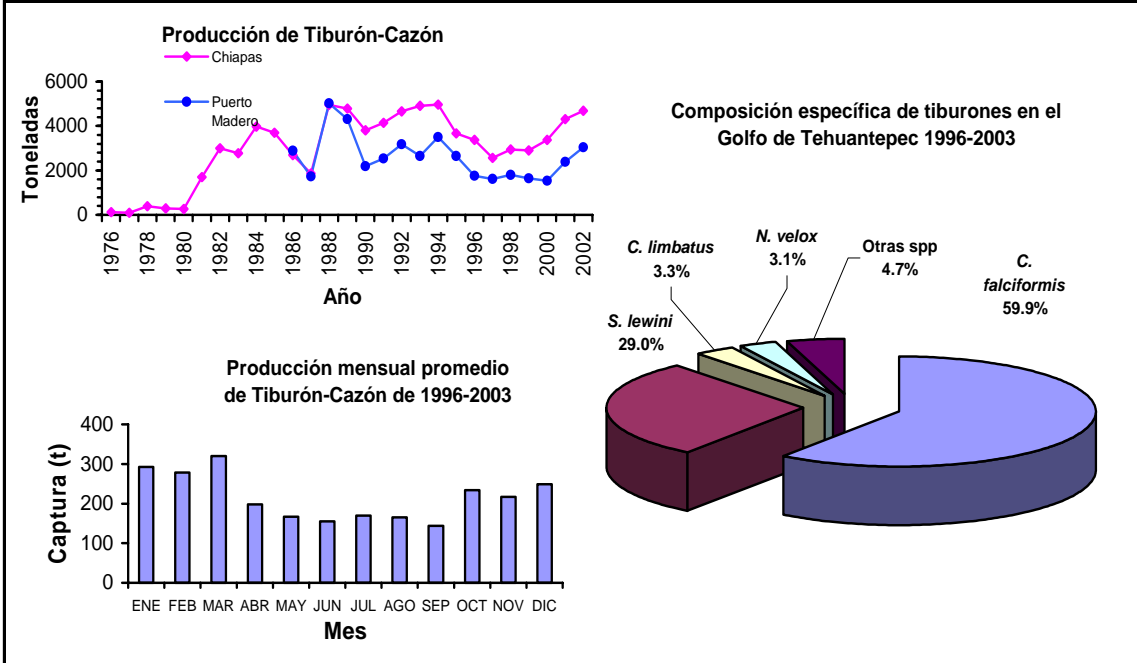 Producción de Tiburón-Cazón
Chiapas
Puerto
Madero
6000
4000
2000
0
Toneladas
1976
1978
1980
1982
1984
1986
1988
1990
1992
1994
1996
1998
2000
2002
Año
Composición específica de tiburones en el
Golfo de Tehuantepec 1996-2003
C. limbatus
3.3%
N. velox
3.1%
Otras spp
4.7%
C.
falciformis
59.9%
S. lewini
29.0%
Producción mensual promedio
de Tiburón-Cazón de 1996-2003
400
300
200
100
0
Captura (t)
ENE FEB MAR ABR MAY JUN JUL AGO SEP OCT NOV DIC
Mes